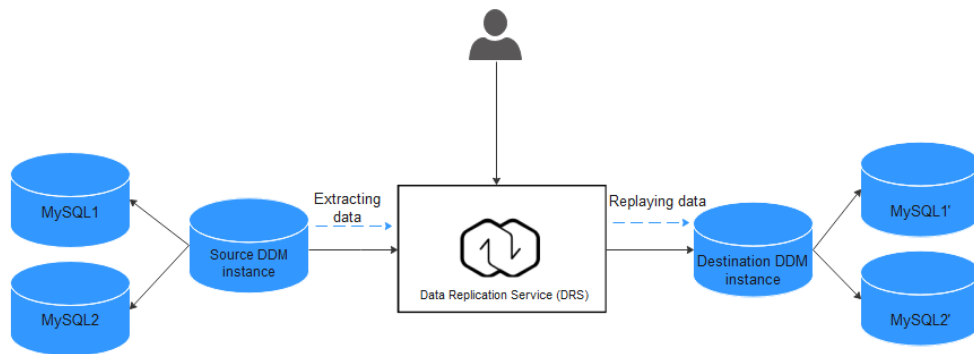 MySQL1
MySQL2
Source DDM
instance
Extracting
data
Data Replication Service (DRS)
Replaying data
Destination DDM
instance
MySQL1'
MySQL2'